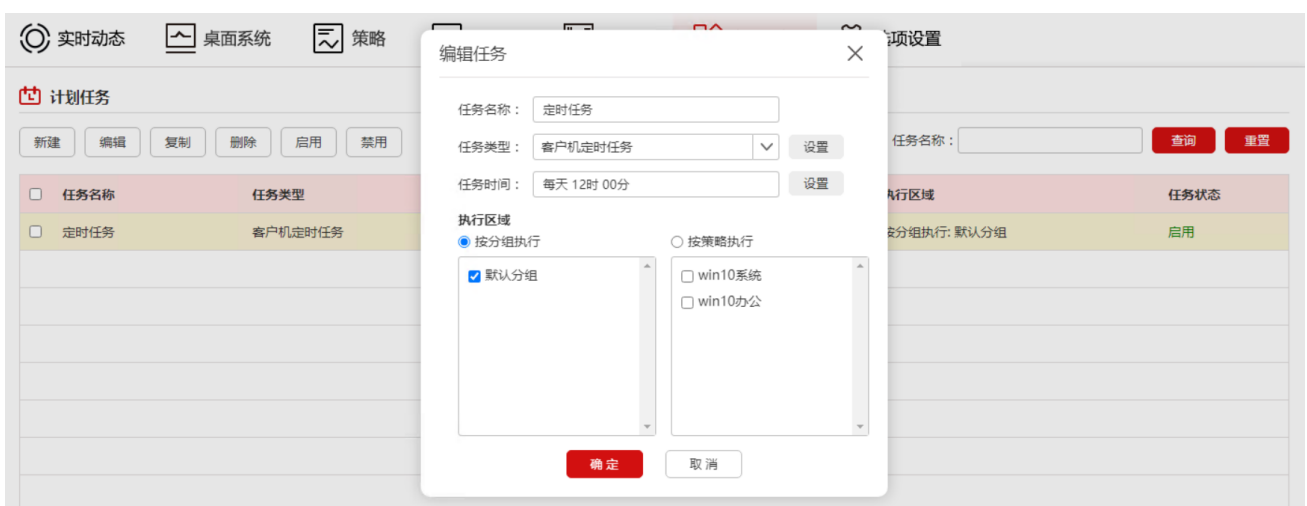 实时动态 桌面系统 策略 选项设置
编辑任务
计划任务
任务名称： 定时任务
新建 编辑 复制 删除 启用 禁用
任务类型： 客户机定时任务 设置
任务名称： 查询 重置
任务时间： 每天 12时 00分 设置
任务名称 任务类型 执行区域 任务状态
执行区域
定时任务 客户机定时任务 按分组执行: 默认分组 启用
按分组执行 按策略执行
默认分组 win10系统
win10办公
确定 取消